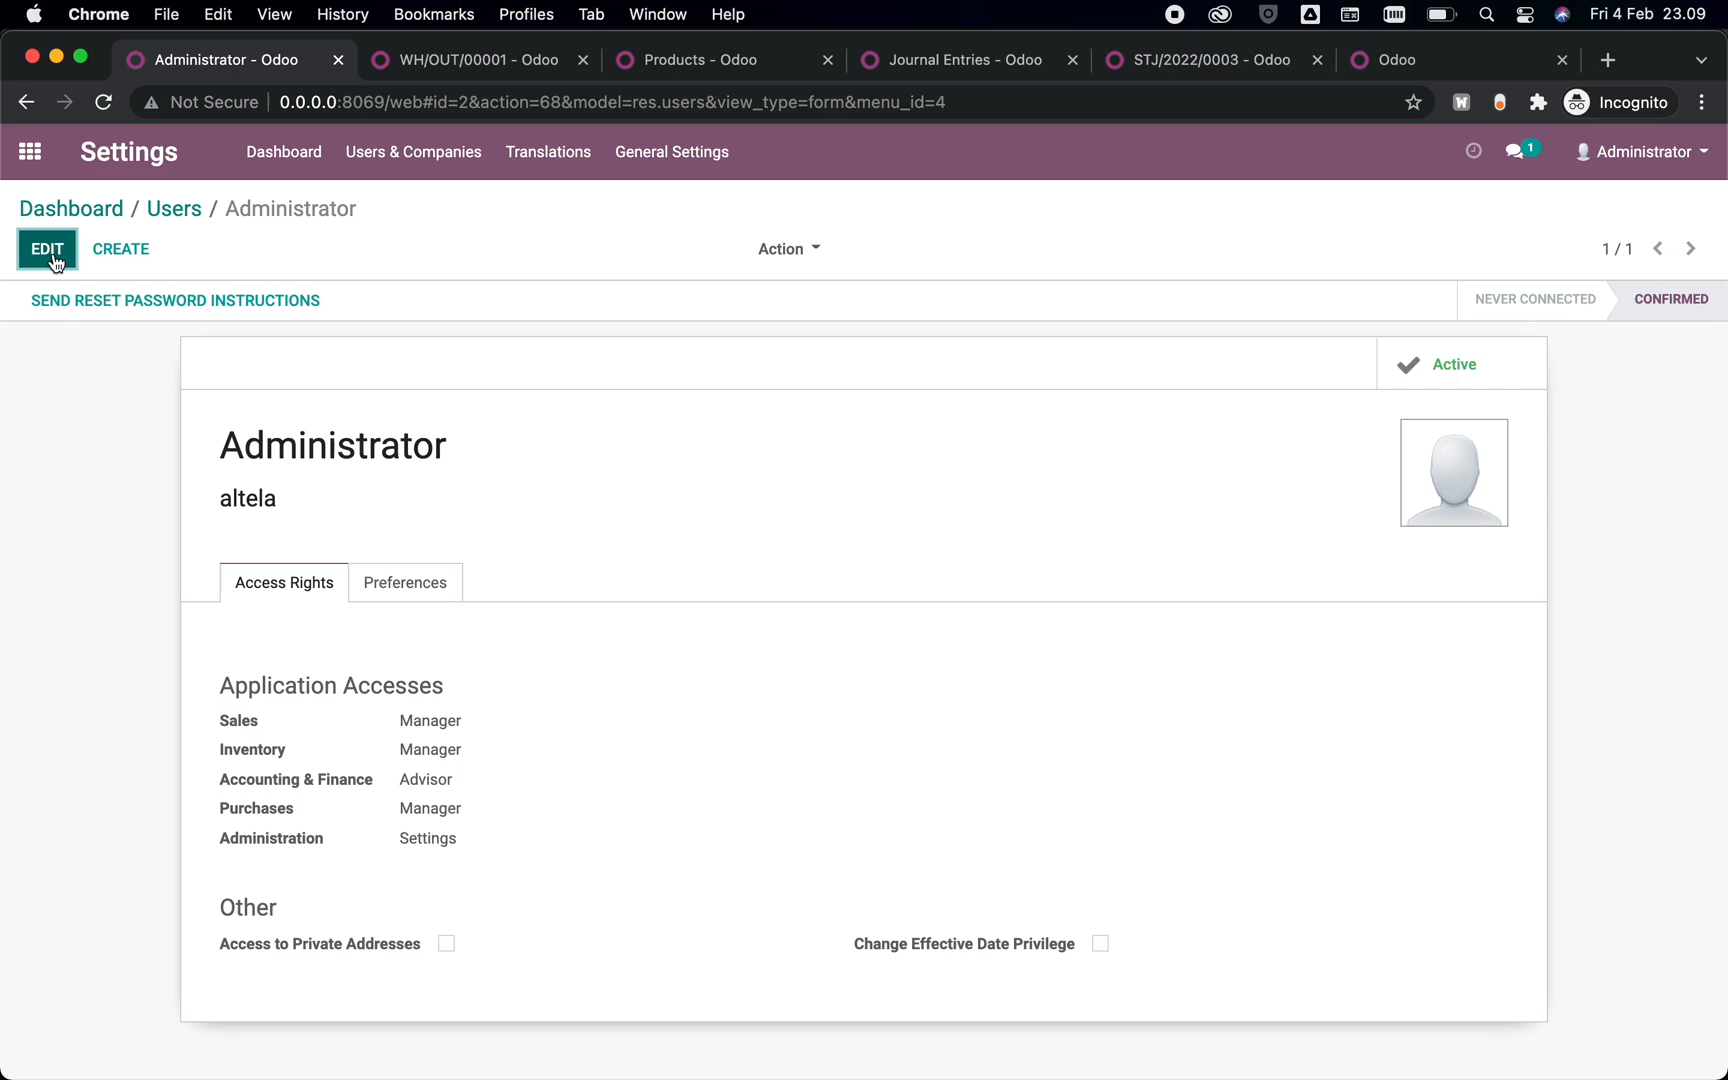 Chrome File Edit View History Bookmarks Profiles Tab Window Help Fri 4 Feb 23.09
Administrator - Odoo WH/OUT/00001 - Odoo Products - Odoo Journal Entries - Odoo STJ/2022/0003 - Odoo Odoo
Not Secure 0.0.0.0:8069/web#id=2&action=68&model=res.users&view_type=form&menu_id=4 W Incognito
Settings Dashboard Users & Companies Translations General Settings 1 Administrator
Dashboard / Users / Administrator
EDIT CREATE Action 1 / 1
SEND RESET PASSWORD INSTRUCTIONS NEVER CONNECTED CONFIRMED
Active
Administrator
altela
Access Rights Preferences
Application Accesses
Sales Manager
Inventory Manager
Accounting & Finance Advisor
Purchases Manager
Administration Settings
Other
Access to Private Addresses Change Effective Date Privilege